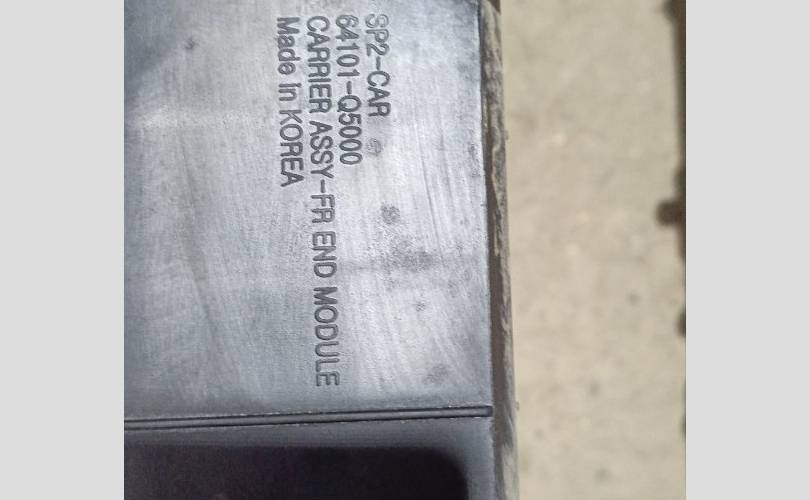 SP2-CAR
64101-Q5000
CARRIER ASSY-FR END MODULE
Made In KOREA